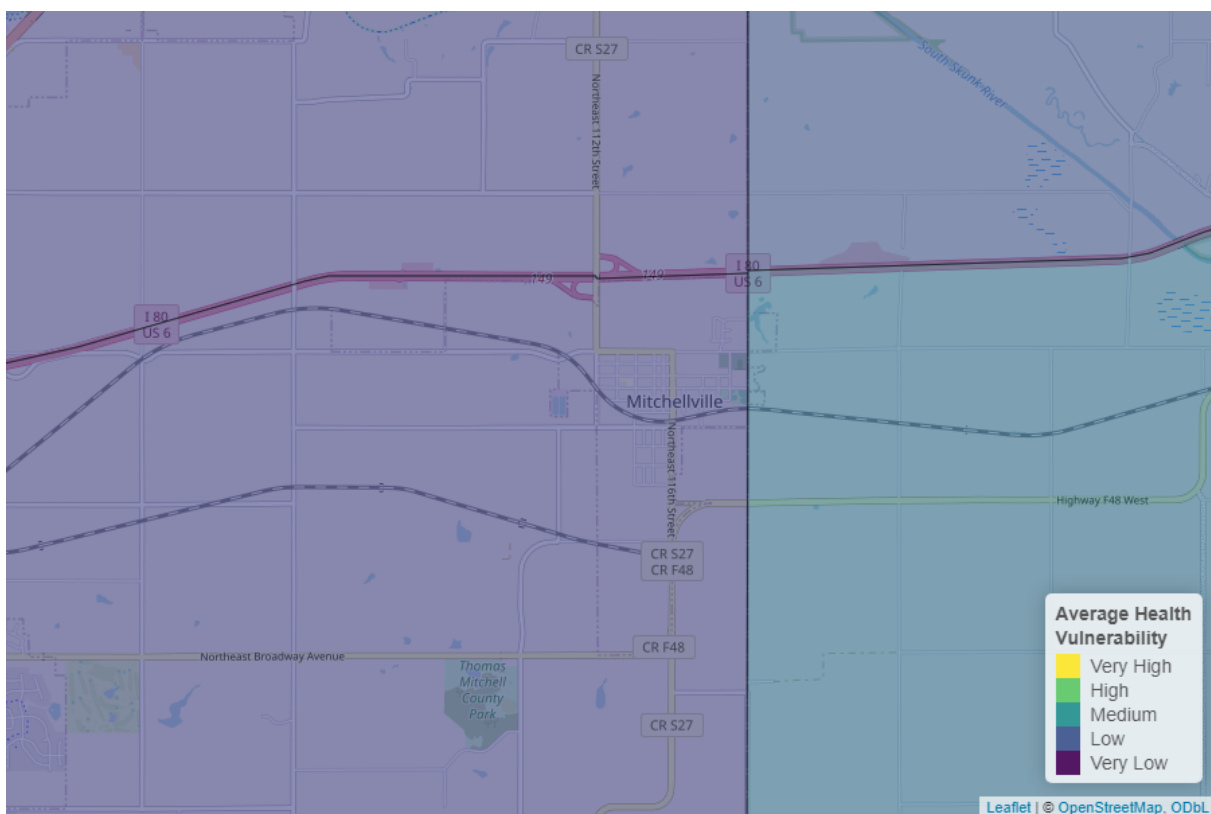 CR S27
South Skunk River
Northeast 112th Street
149
149
I 80
US 6
I 80
US 6
Mitchellville
Northeast 116th Street
Highway F48 West
CR S27
CR F48
CR F48
Northeast Broadway Avenue
Thomas
Mitchell
County
Park
CR S27
Average Health
Vulnerability
Very High
High
Medium
Low
Very Low
Leaflet | © OpenStreetMap, ODbL